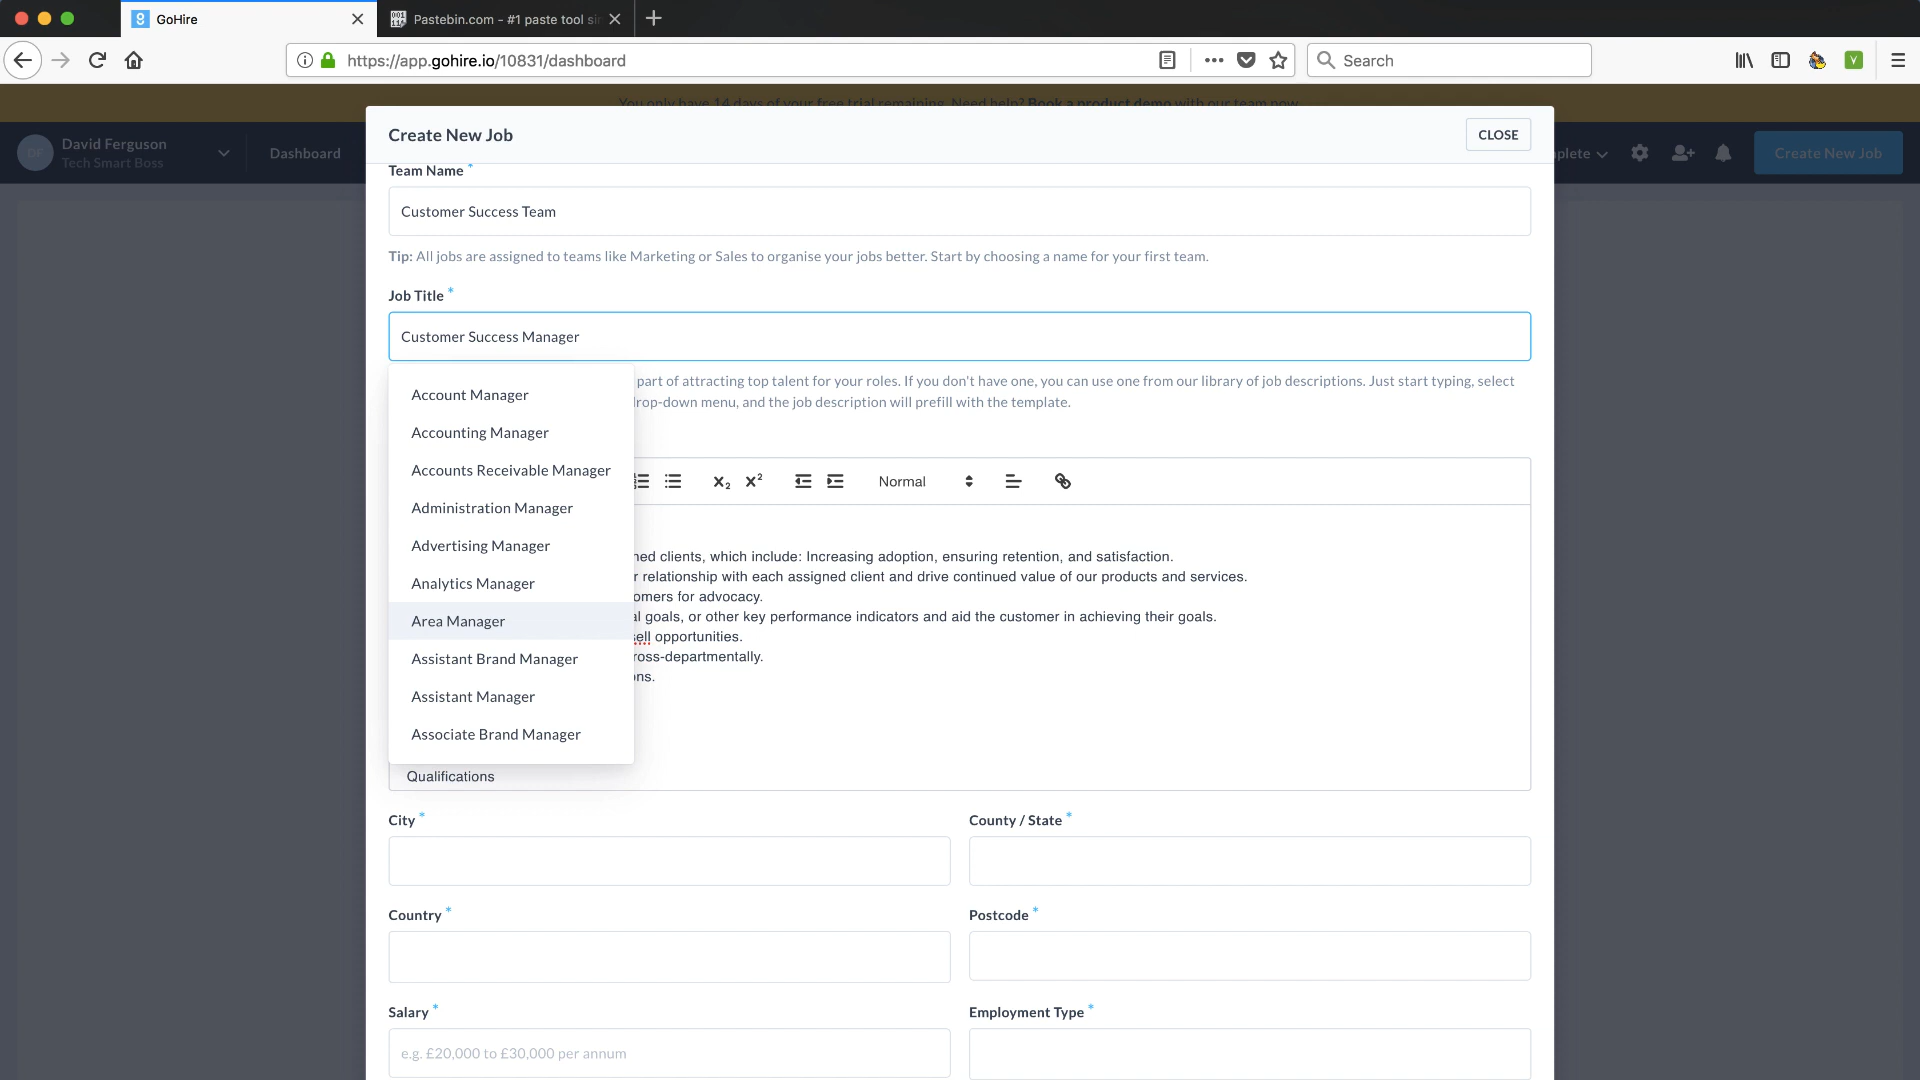 GoHire
Pastebin.com - #1 paste tool si
https://app.gohire.io/10831/dashboard
Search
You only have 14 days of your free trial remaining. Need help? Book a product demo with our team now.
DF
David Ferguson
Tech Smart Boss
Dashboard
Create New Job
CLOSE
plete
Create New Job
Team Name *
Customer Success Team
Tip: All jobs are assigned to teams like Marketing or Sales to organise your jobs better. Start by choosing a name for your first team.
Job Title *
Customer Success Manager
part of attracting top talent for your roles. If you don't have one, you can use one from our library of job descriptions. Just start typing, select
rop-down menu, and the job description will prefill with the template.
Account Manager
Accounting Manager
Accounts Receivable Manager
Administration Manager
Advertising Manager
Analytics Manager
Area Manager
Assistant Brand Manager
Assistant Manager
Associate Brand Manager
X₂ X² Normal
ned clients, which include: Increasing adoption, ensuring retention, and satisfaction.
r relationship with each assigned client and drive continued value of our products and services.
omers for advocacy.
al goals, or other key performance indicators and aid the customer in achieving their goals.
sell opportunities.
ross-departmentally.
ons.
Qualifications
City *
County / State *
Country *
Postcode *
Salary *
Employment Type *
e.g. £20,000 to £30,000 per annum